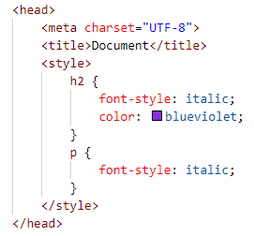 <head>
    <meta charset="UTF-8">
    <title>Document</title>
    <style>
        h2 {
            font-style: italic;
            color: blueviolet;
        }
        p {
            font-style: italic;
        }
    </style>
</head>